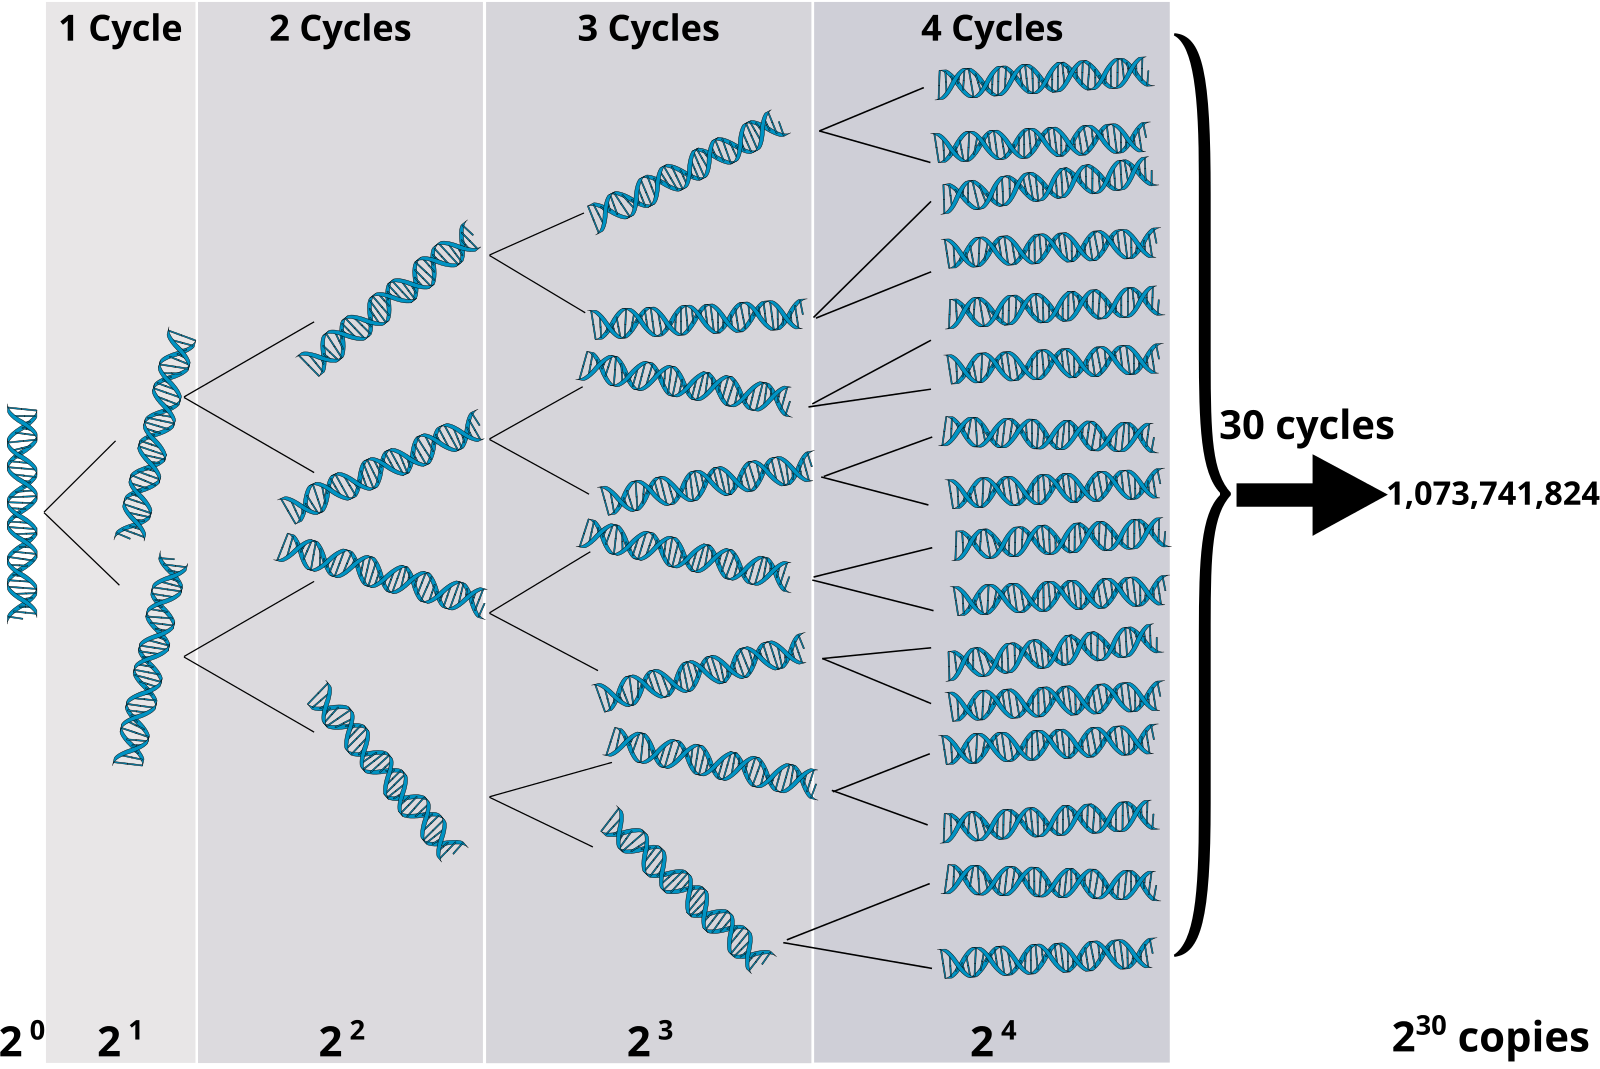 1 Cycle
2 Cycles
3 Cycles
4 Cycles
30 cycles
1,073,741,824
2⁰
2¹
2²
2³
2⁴
2³⁰ copies